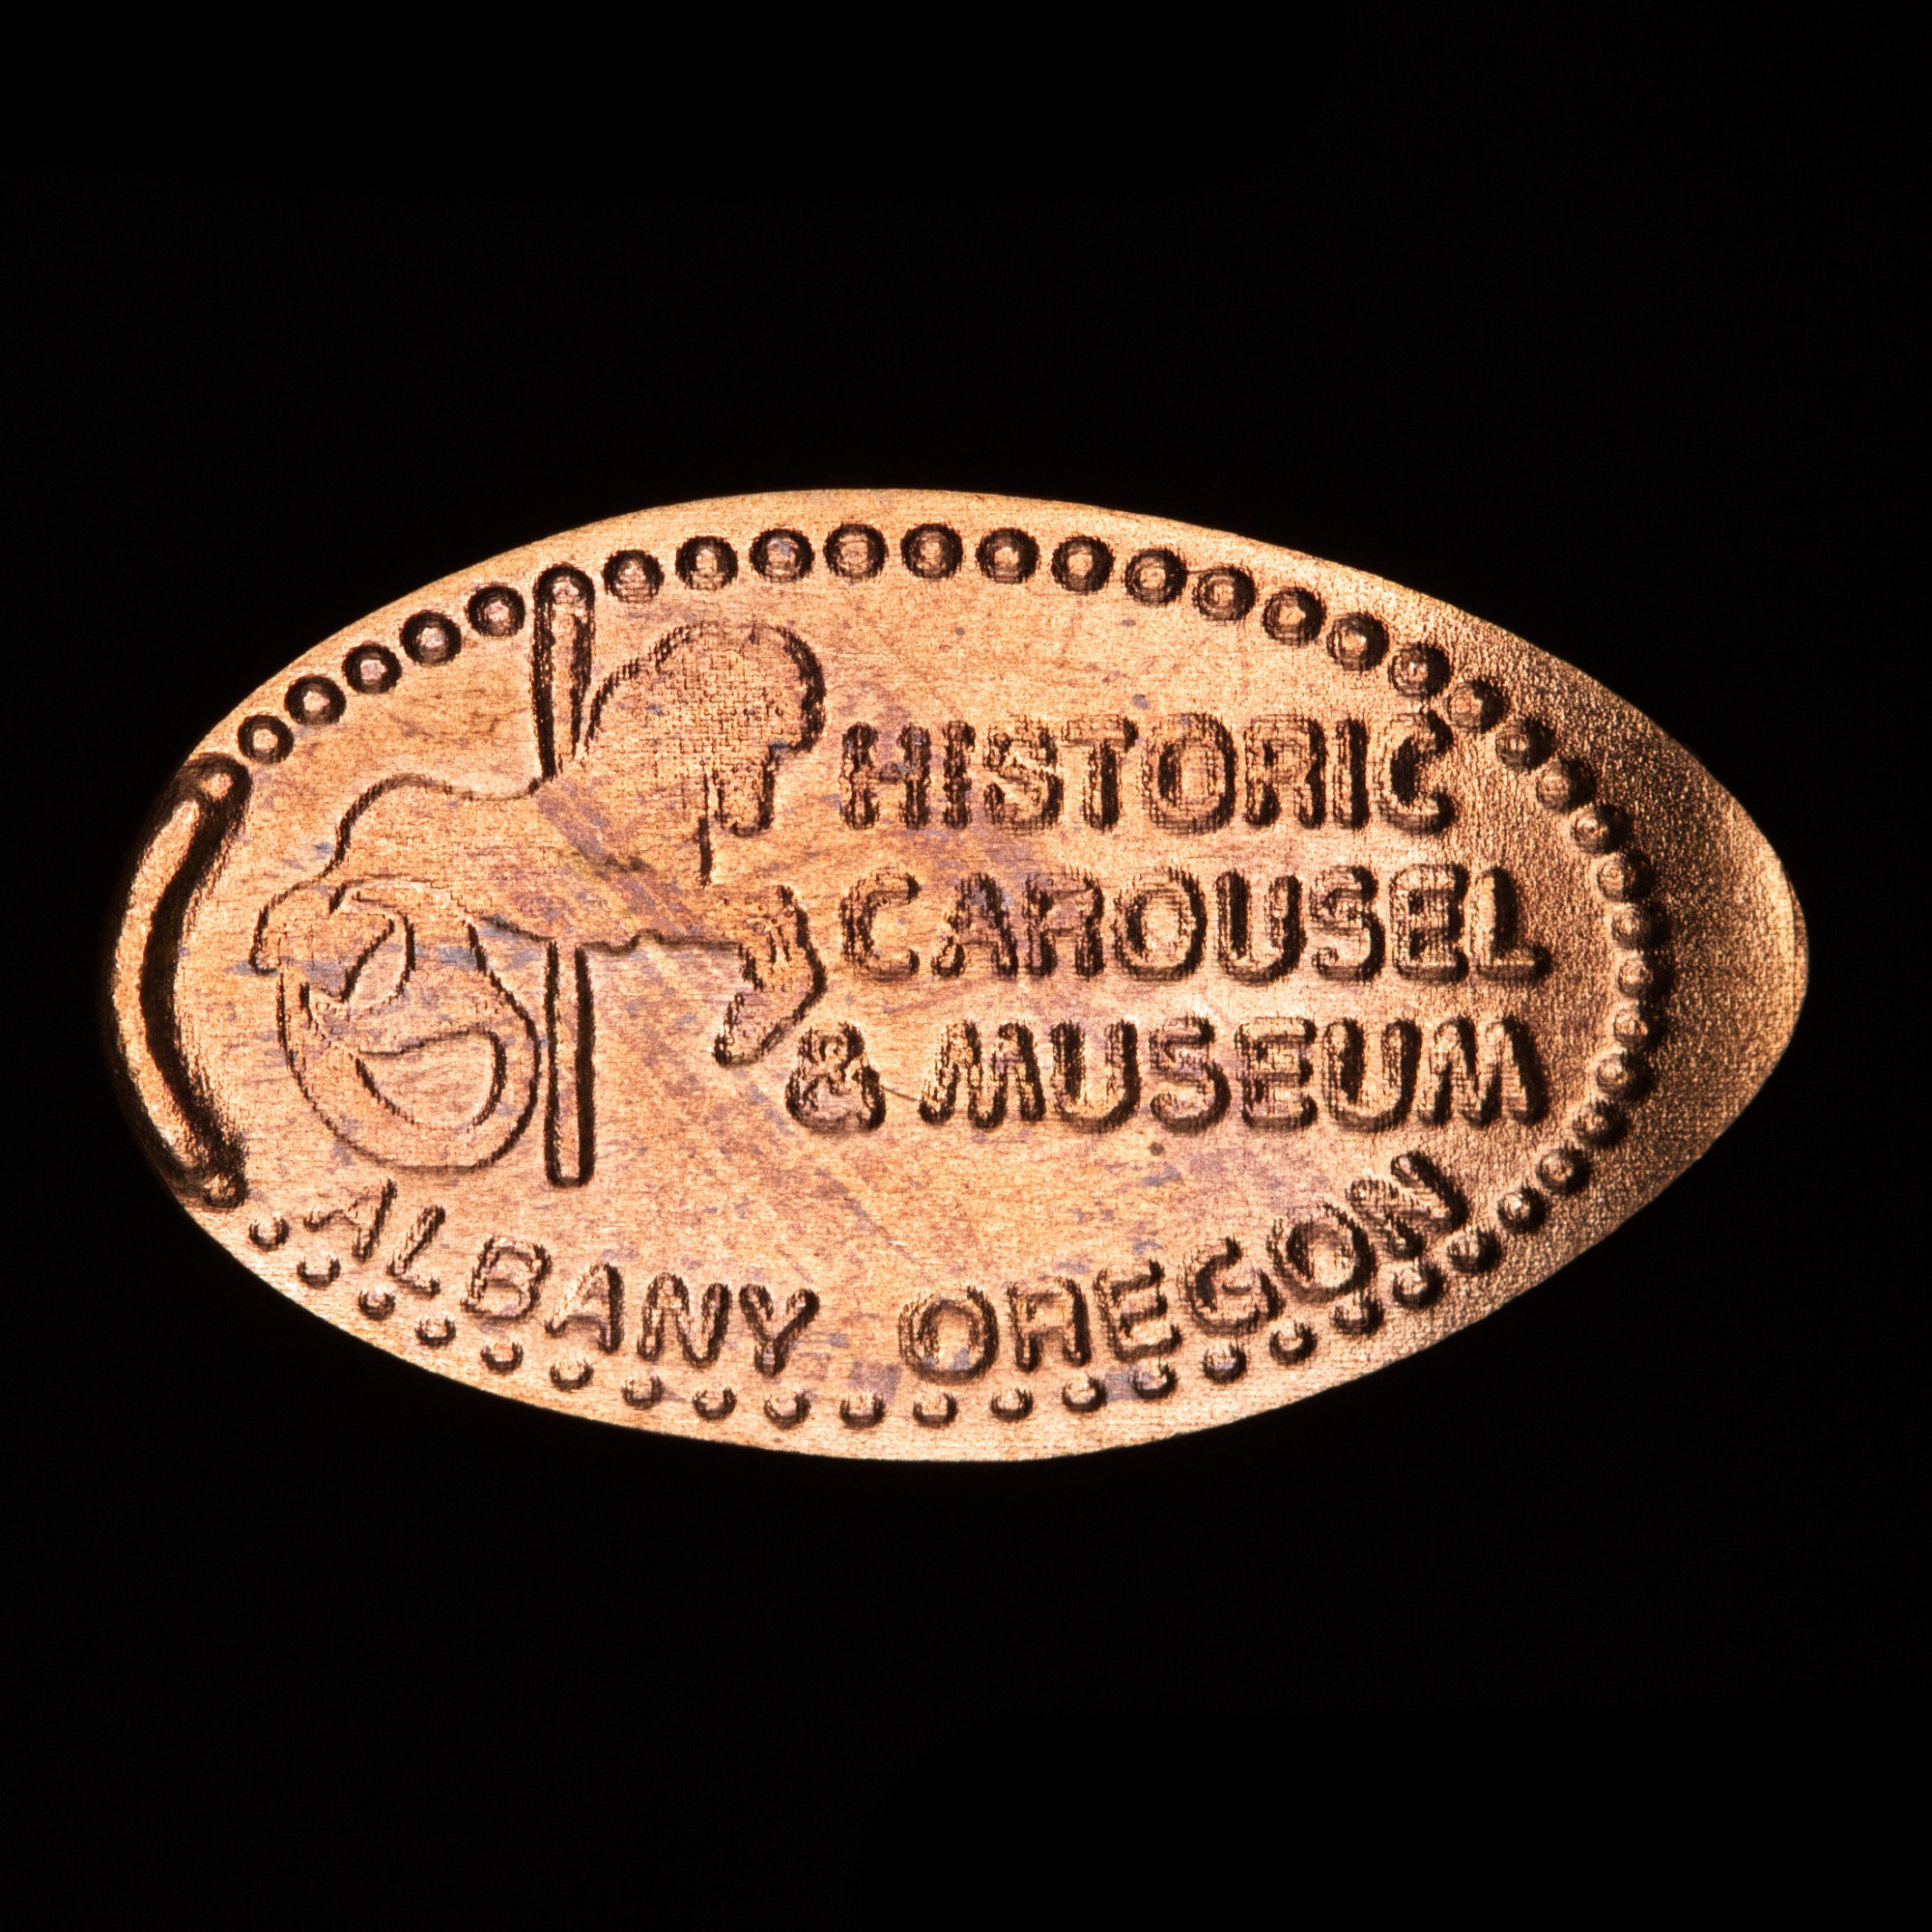 HISTORIC
CAROUSEL
& MUSEUM
ALBANY OREGON